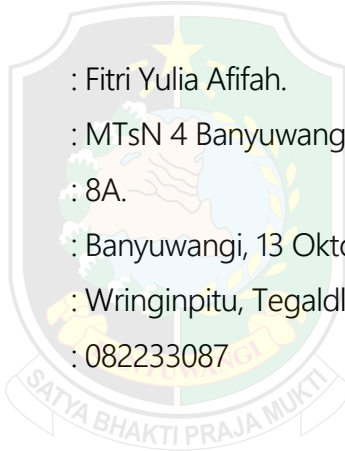 : Fitri Yulia Afifah.
: MTsN 4 Banyuwang
: 8A.
: Banyuwangi, 13 Okto
: Wringinpitu, Tegaldl
: 082233087
SATYA BHAKTI PRAJA MUKTI